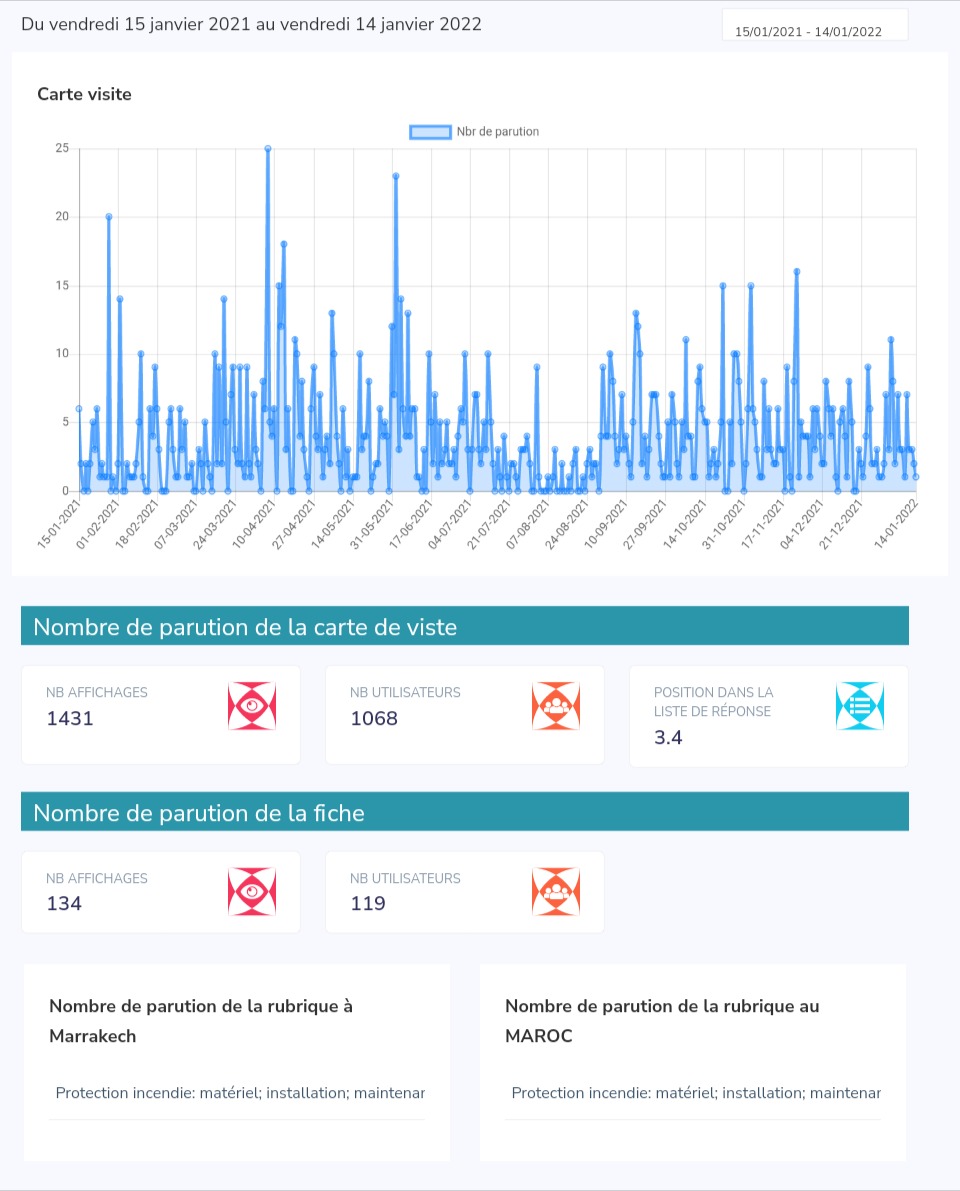 Du vendredi 15 janvier 2021 au vendredi 14 janvier 2022
15/01/2021 - 14/01/2022
Carte visite
Nbr de parution
25
20
15
10
5
0
15-01-2021
01-02-2021
18-02-2021
07-03-2021
24-03-2021
10-04-2021
27-04-2021
14-05-2021
31-05-2021
17-06-2021
04-07-2021
21-07-2021
07-08-2021
24-08-2021
10-09-2021
27-09-2021
14-10-2021
31-10-2021
17-11-2021
04-12-2021
21-12-2021
14-01-2022
Nombre de parution de la carte de viste
NB AFFICHAGES
1431
NB UTILISATEURS
1068
POSITION DANS LA
LISTE DE RÉPONSE
3.4
Nombre de parution de la fiche
NB AFFICHAGES
134
NB UTILISATEURS
119
Nombre de parution de la rubrique à
Marrakech
Protection incendie: matériel; installation; maintenar
Nombre de parution de la rubrique au
MAROC
Protection incendie: matériel; installation; maintenar